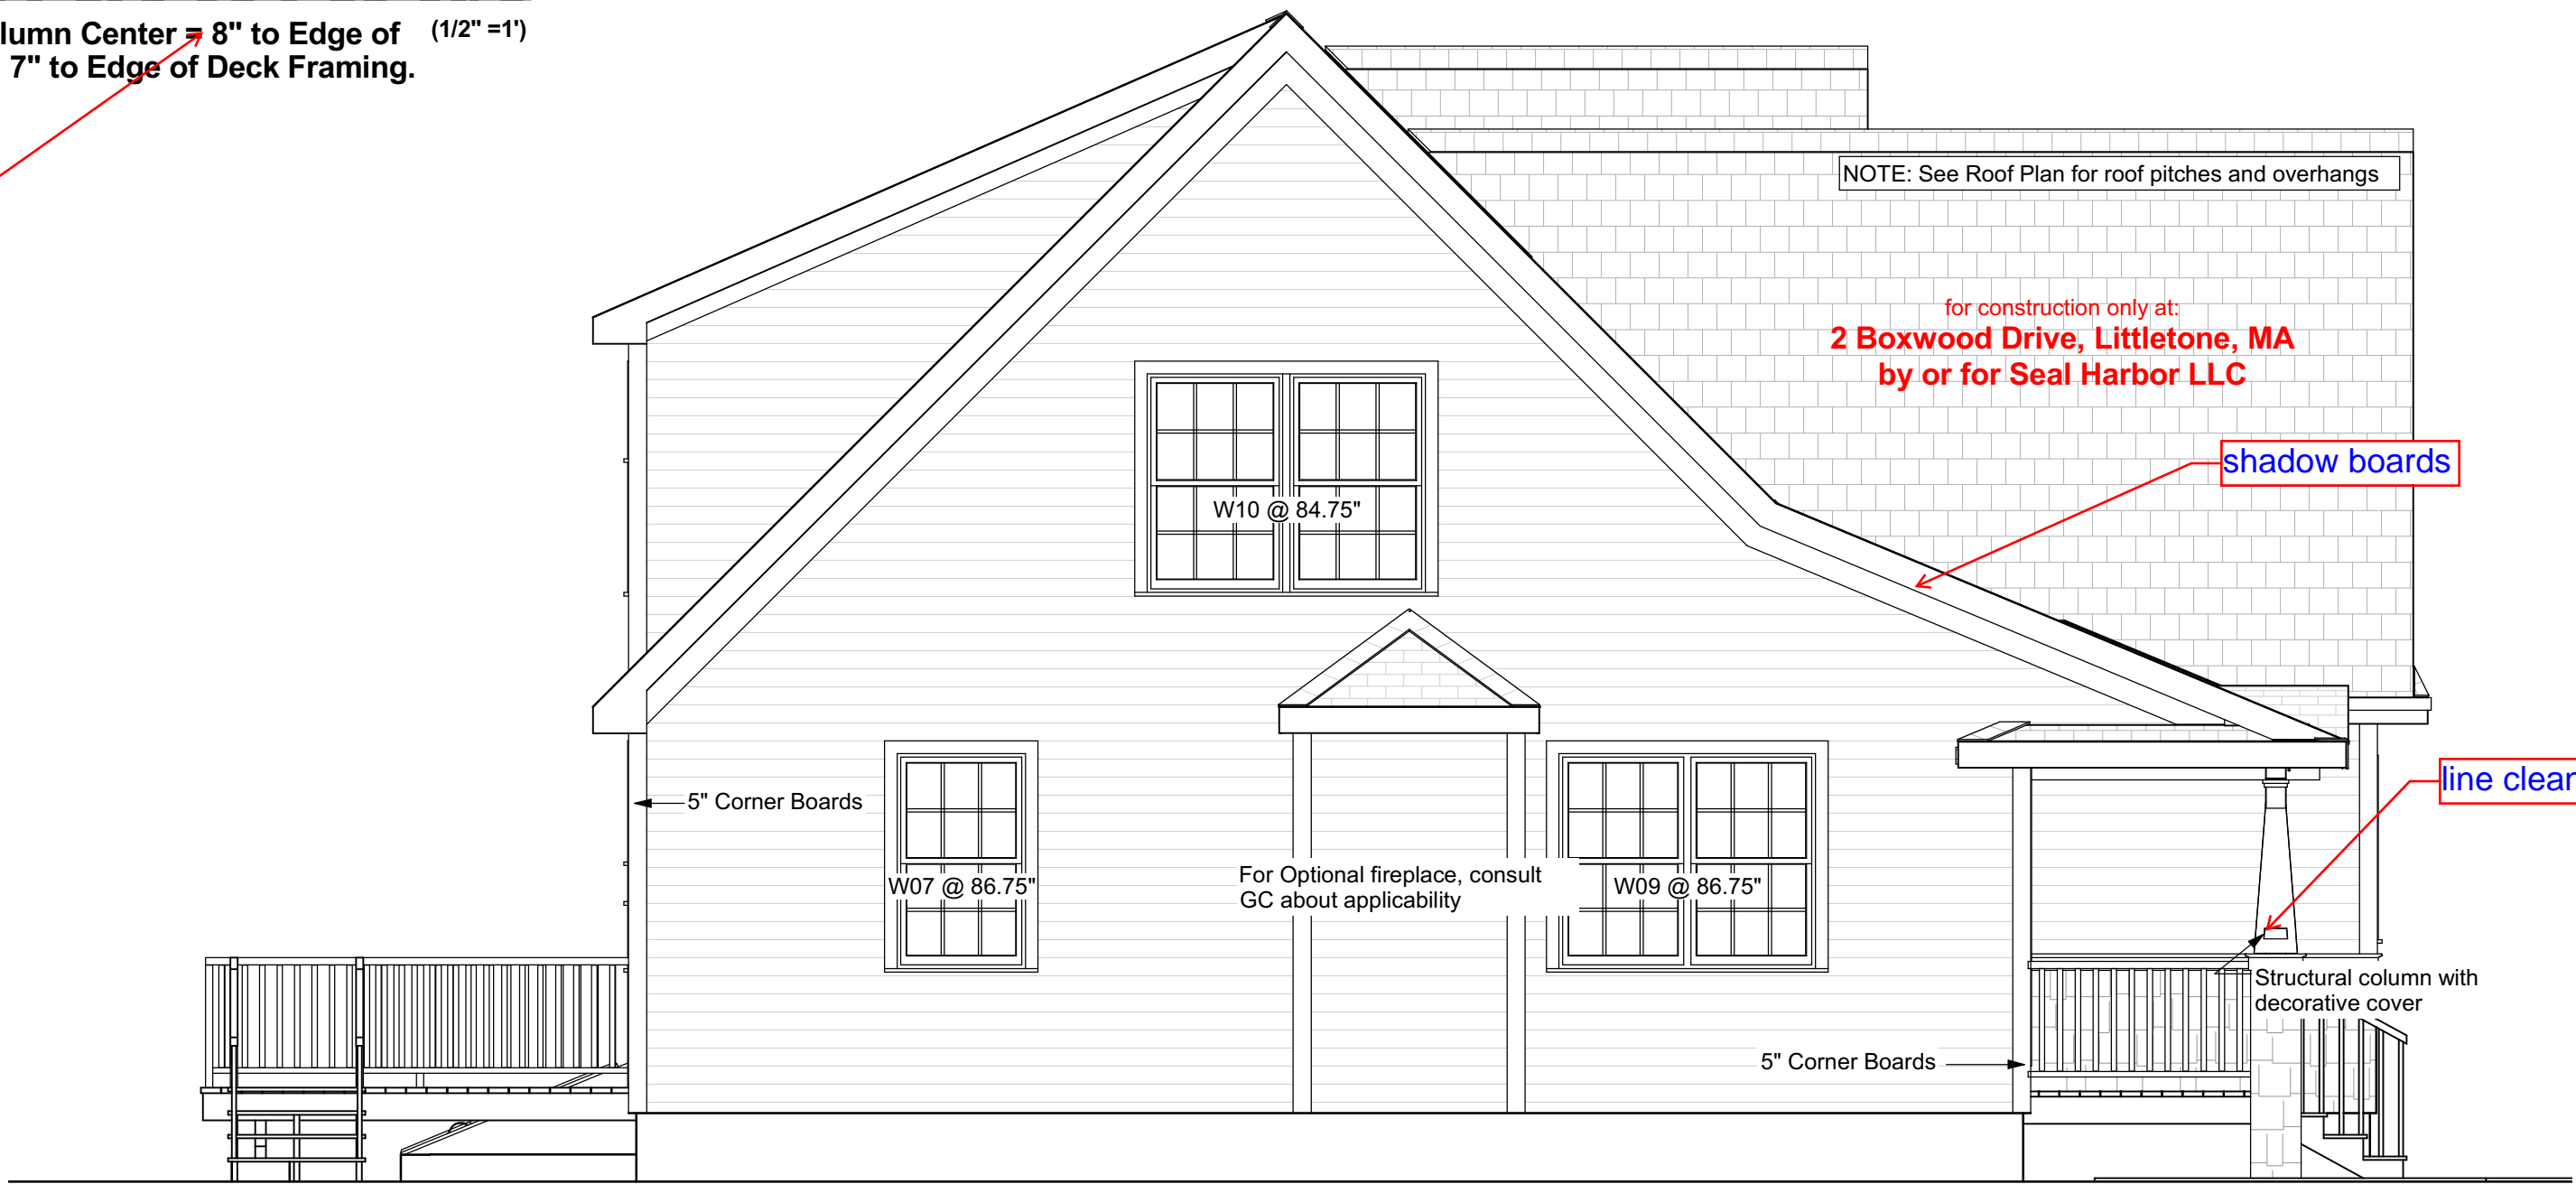 lumn Center = 8" to Edge of (1/2" =1')
7" to Edge of Deck Framing.
NOTE: See Roof Plan for roof pitches and overhangs
for construction only at:
2 Boxwood Drive, Littletone, MA
by or for Seal Harbor LLC
shadow boards
W10 @ 84.75"
line clean
5" Corner Boards
W07 @ 86.75"
For Optional fireplace, consult
GC about applicability
W09 @ 86.75"
Structural column with
decorative cover
5" Corner Boards